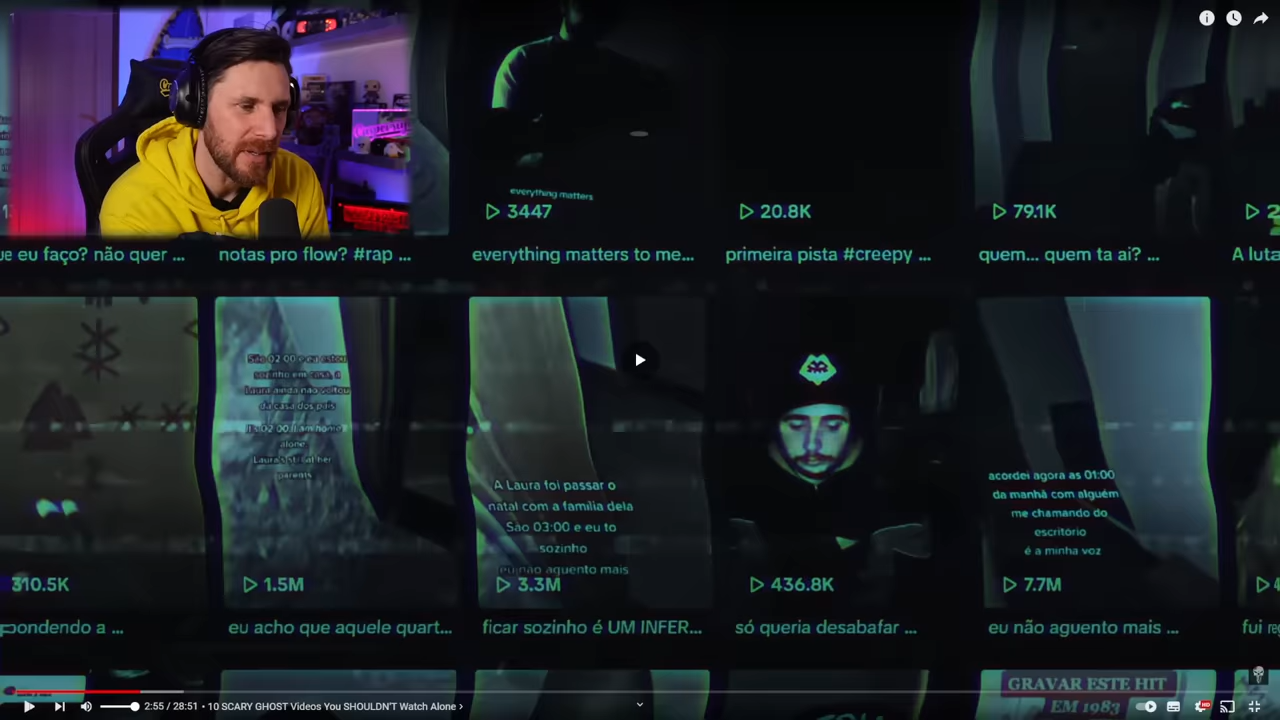 everything matters
3447
20.8K
79.1K
ue eu faço? não quer ...
notas pro flow? #rap ...
everything matters to me...
primeira pista #creepy ...
quem... quem ta ai? ...
A luta
São 02:00 e eu estou
sozinho em casa, a
Laura ainda não voltou
da casa dos pais
It's 02:00 I am home
alone
Laura's still at her
parents
A Laura foi passar o
natal com a família dela
São 03:00 e eu to
sozinho
eu não aguento mais
acordei agora as 01:00
da manhã com alguém
me chamando do
escritório
é a minha voz
310.5K
1.5M
3.3M
436.8K
7.7M
pondendo a ...
eu acho que aquele quart...
ficar sozinho é UM INFER...
só queria desabafar ...
eu não aguento mais ...
fui
GRAVAR ESTE HIT
EM 1983
2:55 / 28:51 • 10 SCARY GHOST Videos You SHOULDN'T Watch Alone ›
HD